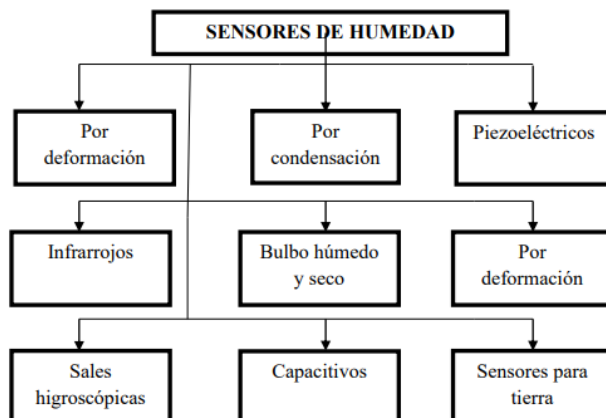 SENSORES DE HUMEDAD
Por
deformación
Por
condensación
Piezoeléctricos
Infrarrojos
Bulbo húmedo
y seco
Por
deformación
Sales
higroscópicas
Capacitivos
Sensores para
tierra